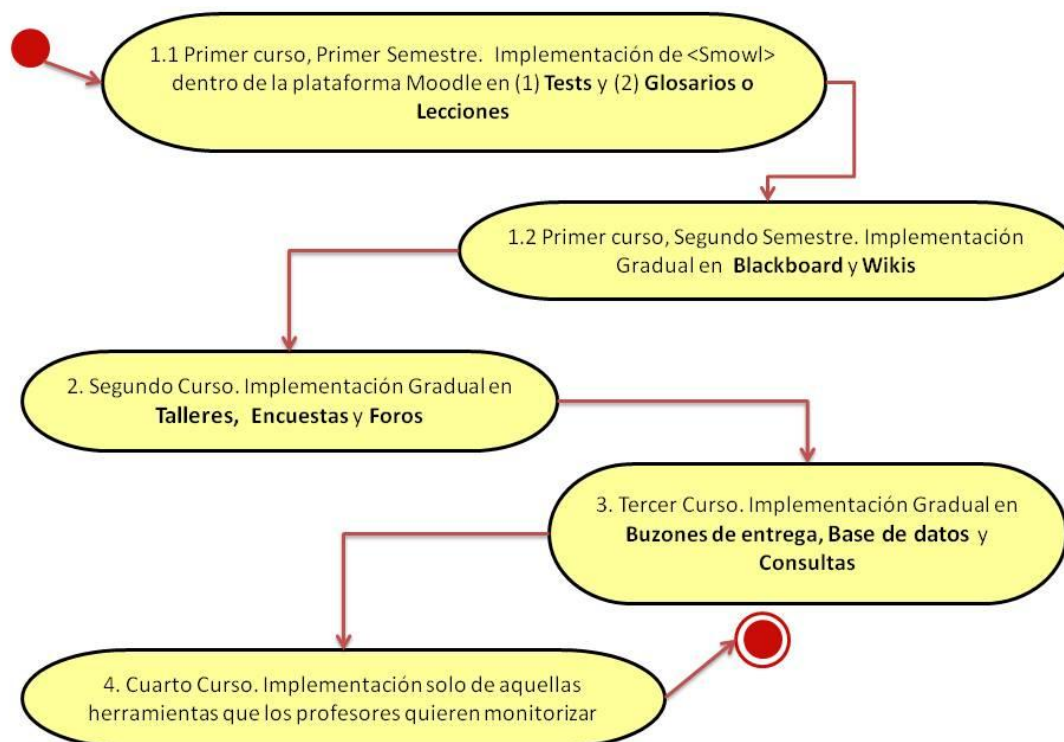 1.1 Primer curso, Primer Semestre. Implementación de <Smowl>
dentro de la plataforma Moodle en (1) Tests y (2) Glosarios o
Lecciones
1.2 Primer curso, Segundo Semestre. Implementación
Gradual en Blackboard y Wikis
2. Segundo Curso. Implementación Gradual en
Talleres, Encuestas y Foros
3. Tercer Curso. Implementación Gradual en
Buzones de entrega, Base de datos y
Consultas
4. Cuarto Curso. Implementación solo de aquellas
herramientas que los profesores quieren monitorizar